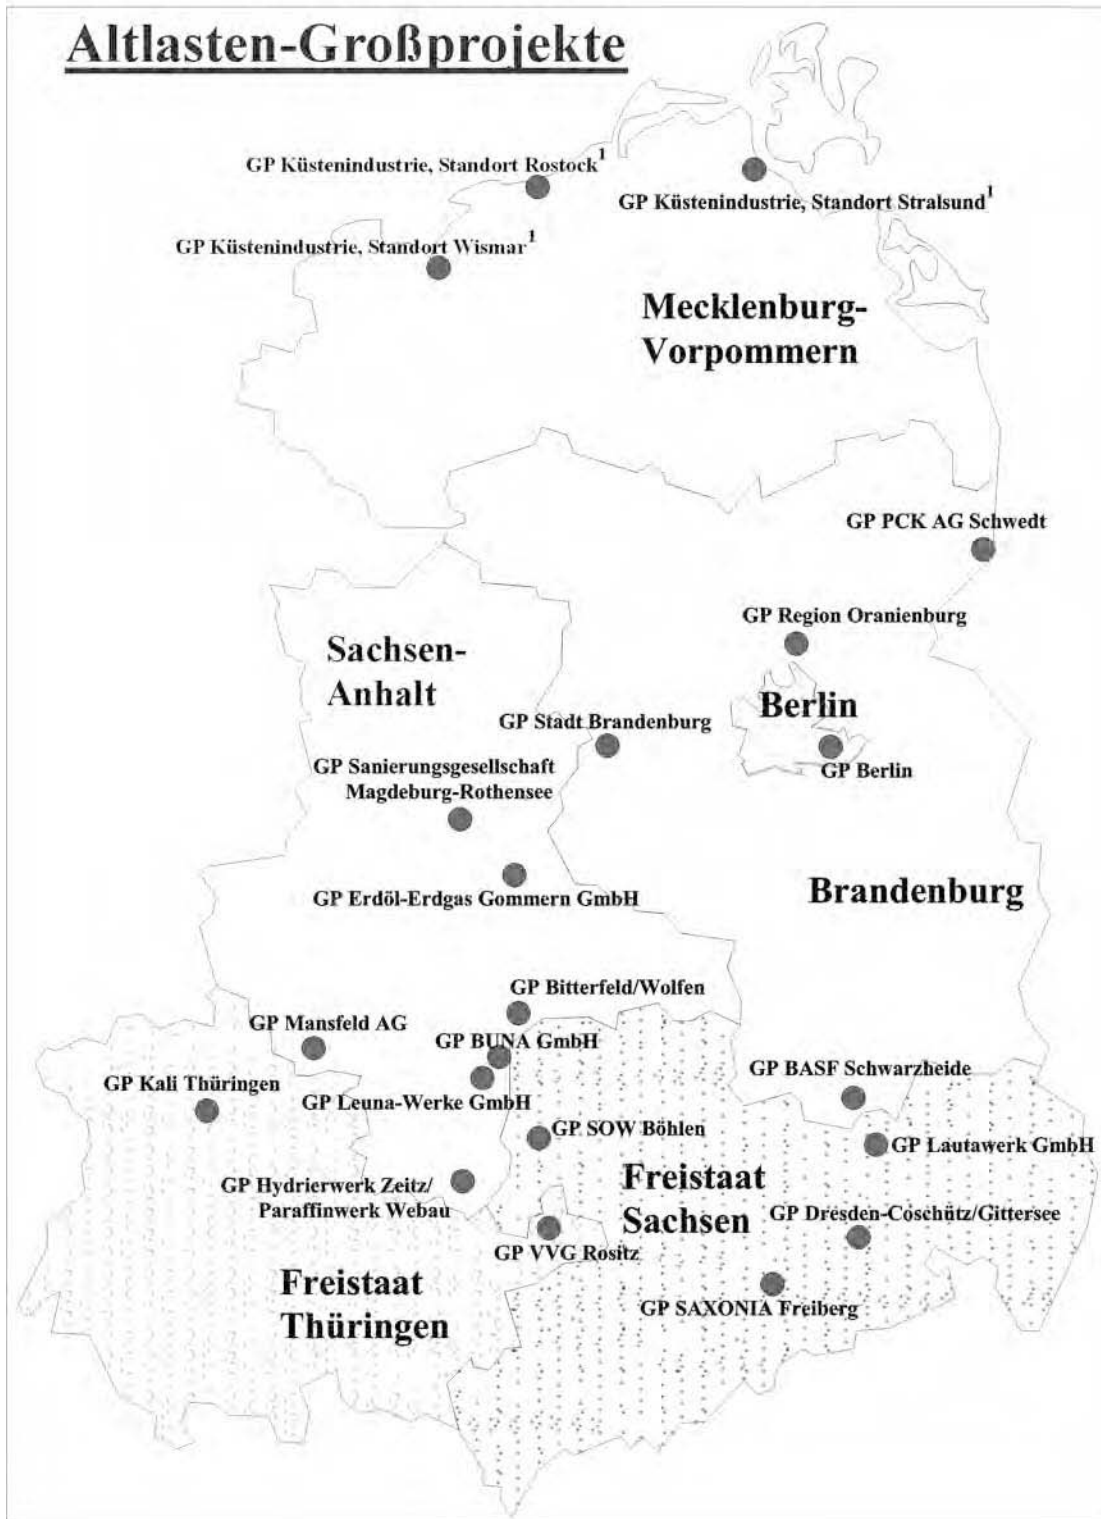 Altlasten-Großprojekte
GP Küstenindustrie, Standort Rostock¹
GP Küstenindustrie, Standort Stralsund¹
GP Küstenindustrie, Standort Wismar¹
Mecklenburg-
Vorpommern
GP PCK AG Schwedt
GP Region Oranienburg
Sachsen-
Anhalt
Berlin
GP Stadt Brandenburg
GP Berlin
GP Sanierungsgesellschaft
Magdeburg-Rothensee
Brandenburg
GP Erdöl-Erdgas Gommern GmbH
GP Bitterfeld/Wolfen
GP Mansfeld AG
GP BUNA GmbH
GP BASF Schwarzheide
GP Kali Thüringen
GP Leuna-Werke GmbH
GP SOW Böhlen
GP Lautawerk GmbH
Freistaat
Sachsen
GP Hydrierwerk Zeitz/
Paraffinwerk Webau
GP Dresden-Coschütz/Gittersee
GP VVG Rositz
Freistaat
Thüringen
GP SAXONIA Freiberg